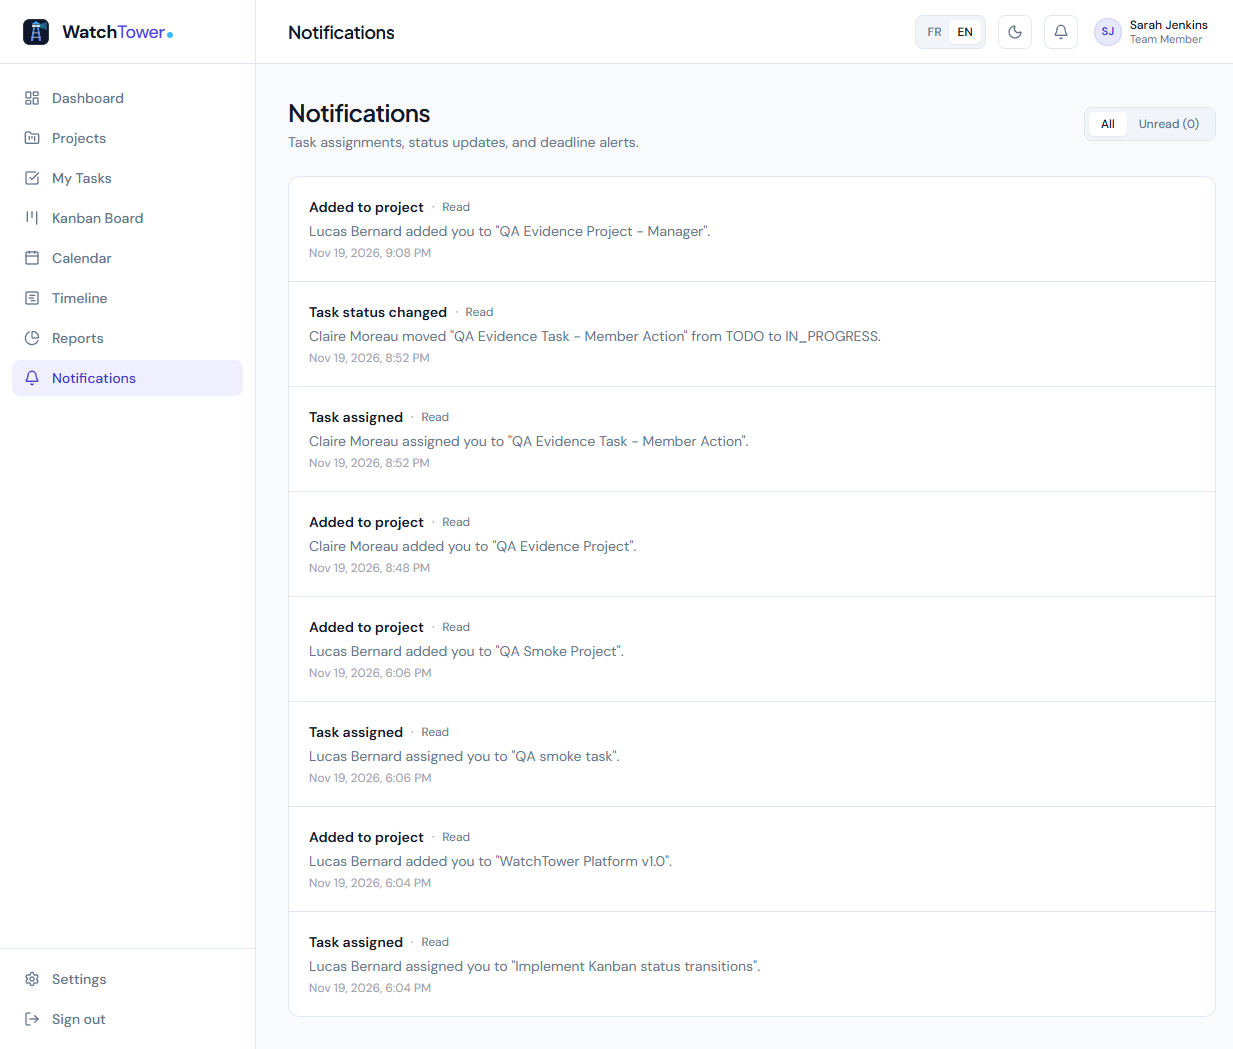 WatchTower
Notifications
FR EN
SJ
Sarah Jenkins
Team Member
Dashboard
Projects
My Tasks
Kanban Board
Calendar
Timeline
Reports
Notifications
Settings
Sign out
Notifications
Task assignments, status updates, and deadline alerts.
All Unread (0)
Added to project · Read
Lucas Bernard added you to "QA Evidence Project - Manager".
Nov 19, 2026, 9:08 PM
Task status changed · Read
Claire Moreau moved "QA Evidence Task - Member Action" from TODO to IN_PROGRESS.
Nov 19, 2026, 8:52 PM
Task assigned · Read
Claire Moreau assigned you to "QA Evidence Task - Member Action".
Nov 19, 2026, 8:52 PM
Added to project · Read
Claire Moreau added you to "QA Evidence Project".
Nov 19, 2026, 8:48 PM
Added to project · Read
Lucas Bernard added you to "QA Smoke Project".
Nov 19, 2026, 6:06 PM
Task assigned · Read
Lucas Bernard assigned you to "QA smoke task".
Nov 19, 2026, 6:06 PM
Added to project · Read
Lucas Bernard added you to "WatchTower Platform v1.0".
Nov 19, 2026, 6:04 PM
Task assigned · Read
Lucas Bernard assigned you to "Implement Kanban status transitions".
Nov 19, 2026, 6:04 PM